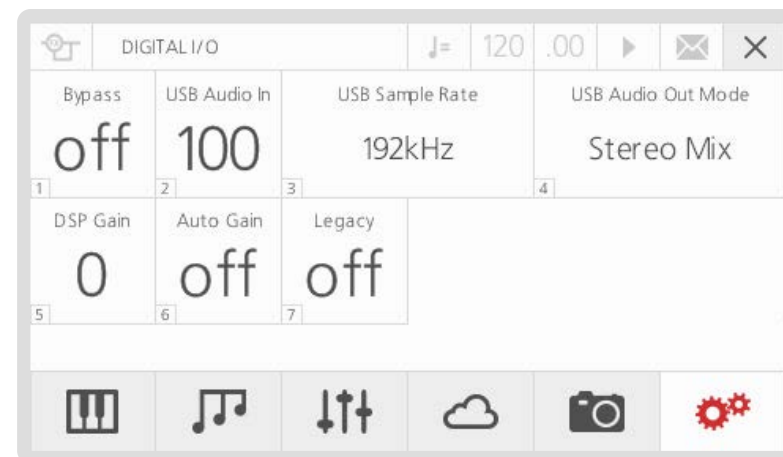 DIGITAL I/O = 120 .00
Bypass USB Audio In USB Sample Rate USB Audio Out Mode
off 100 192kHz Stereo Mix
1 2 3 4
DSP Gain Auto Gain Legacy
0 off off
5 6 7